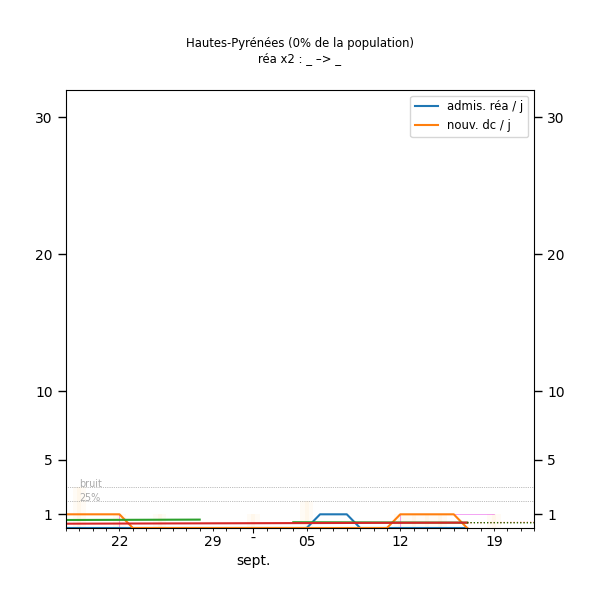 Hautes-Pyrénées (0% de la population)
réa x2 : _ –> _
admis. réa / j
nouv. dc / j
30 30
20 20
10 10
5 5
bruit
25%
1 1
22 29 - 05 12 19
sept.